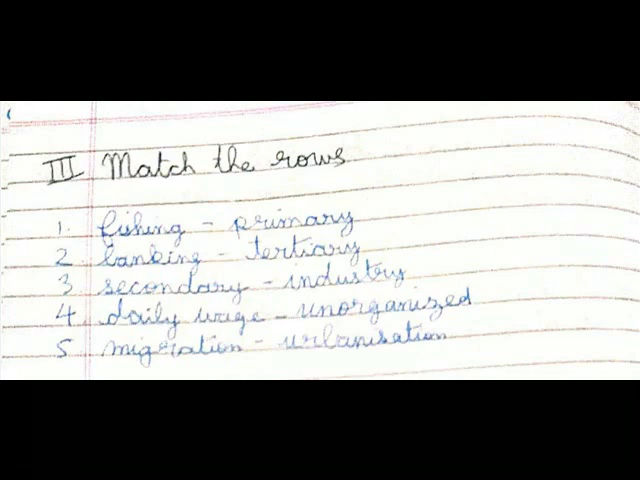 III Match the rows
1. fishing - primary
2 banking - tertiary
3 secondary - industry
4 daily wage - unorganized
5 migration - urbanisation